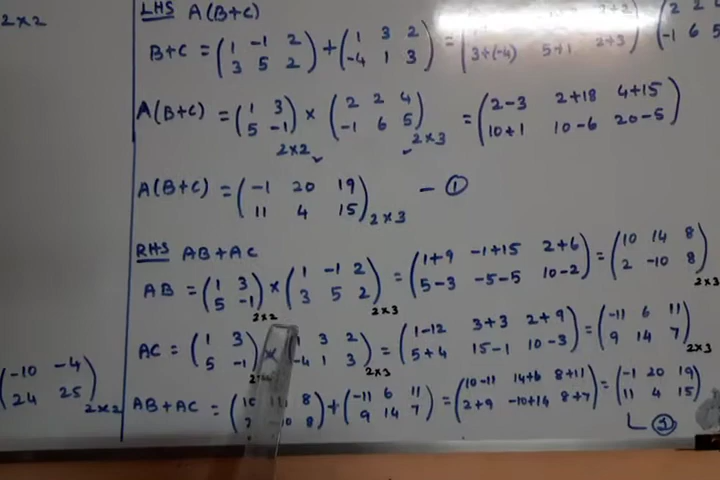 2x2
LHS A(B+C)
B+C = (1 -1 2 / 3 5 2) + (1 3 2 / -4 1 3) = ( 3+(-4) 5+1 2+3) (2 2 / -1 6 5
A(B+C) = (1 3 / 5 -1) × (2 2 4 / -1 6 5) = (2-3 2+18 4+15 / 10+1 10-6 20-5)
2x2 ✓ ✓ 2x3
A(B+C) = (-1 20 19 / 11 4 15) 2x3 — ①
RHS AB+AC
AB = (1 3 / 5 -1) 2x2 × (1 -1 2 / 3 5 2) 2x3 = (1+9 -1+15 2+6 / 5-3 -5-5 10-2) = (10 14 8 / 2 -10 8) 2x3
AC = (1 3 / 5 -1) × (1 3 2 / -4 1 3) 2x3 = (1-12 3+3 2+9 / 5+4 15-1 10-3) = (-11 6 11 / 9 14 7) 2x3
(-10 -4 / 24 25) 2x2
AB+AC = ( 8 / 8) + (-11 6 11 / 9 14 7) = (10-11 14+6 8+11 / 2+9 -10+14 8+7) = (-1 20 19 / 11 4 15)
— ②